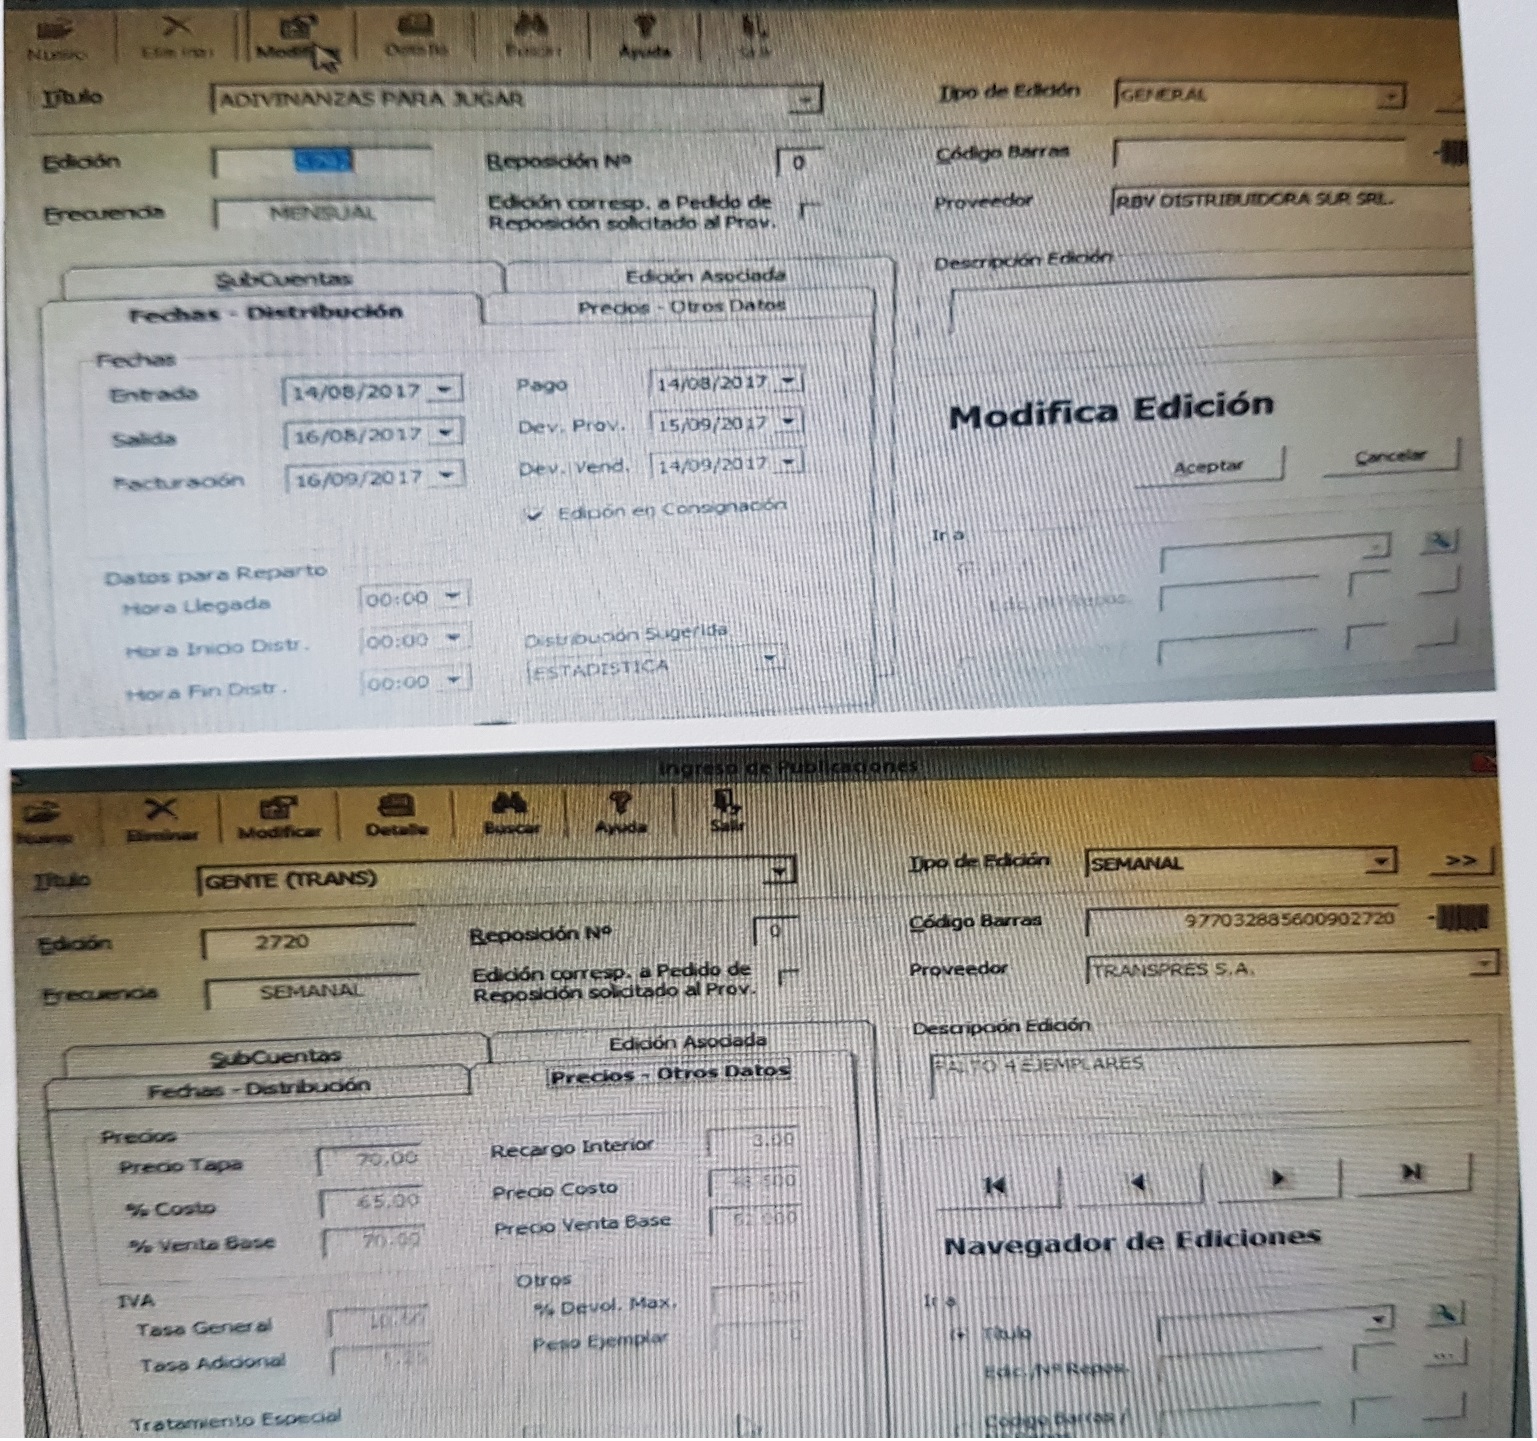 Nuevo Eliminar Modificar Detalle Buscar Ayuda Salir
Título ADIVINANZAS PARA JUGAR Tipo de Edición GENERAL
Edición Reposición Nº 0 Código Barras
Frecuencia MENSUAL Edición corresp. a Pedido de Reposición solicitado al Prov. Proveedor RBV DISTRIBUIDORA SUR SRL.
SubCuentas Edición Asociada Descripción Edición
Fechas - Distribución Precios - Otros Datos
Fechas
Entrada 14/08/2017 Pago 14/08/2017
Salida 16/08/2017 Dev. Prov. 15/09/2017
Facturación 16/09/2017 Dev. Vend. 14/09/2017
Edición en Consignación
Modifica Edición
Aceptar Cancelar
Ir a
Datos para Reparto
Hora Llegada 00:00
Hora Inicio Distr. 00:00 Distribución Sugerida
Hora Fin Distr. 00:00 ESTADISTICA
Ingreso de Publicaciones
Nuevo Eliminar Modificar Detalle Buscar Ayuda Salir
Título GENTE (TRANS) Tipo de Edición SEMANAL >>
Edición 2720 Reposición Nº 0 Código Barras 977032885600902720
Frecuencia SEMANAL Edición corresp. a Pedido de Reposición solicitado al Prov. Proveedor TRANSPRES S.A.
SubCuentas Edición Asociada Descripción Edición
Fechas - Distribución Precios - Otros Datos FALTO 4 EJEMPLARES
Precios
Precio Tapa 70.00 Recargo Interior 3.00
% Costo 65.00 Precio Costo
% Venta Base 70.00 Precio Venta Base
Navegador de Ediciones
IVA Otros
Tasa General % Devol. Max.
Tasa Adicional Peso Ejemplar 0
Ir a
Título
Edic./Nº Repos. ...
Código Barras /
Tratamiento Especial